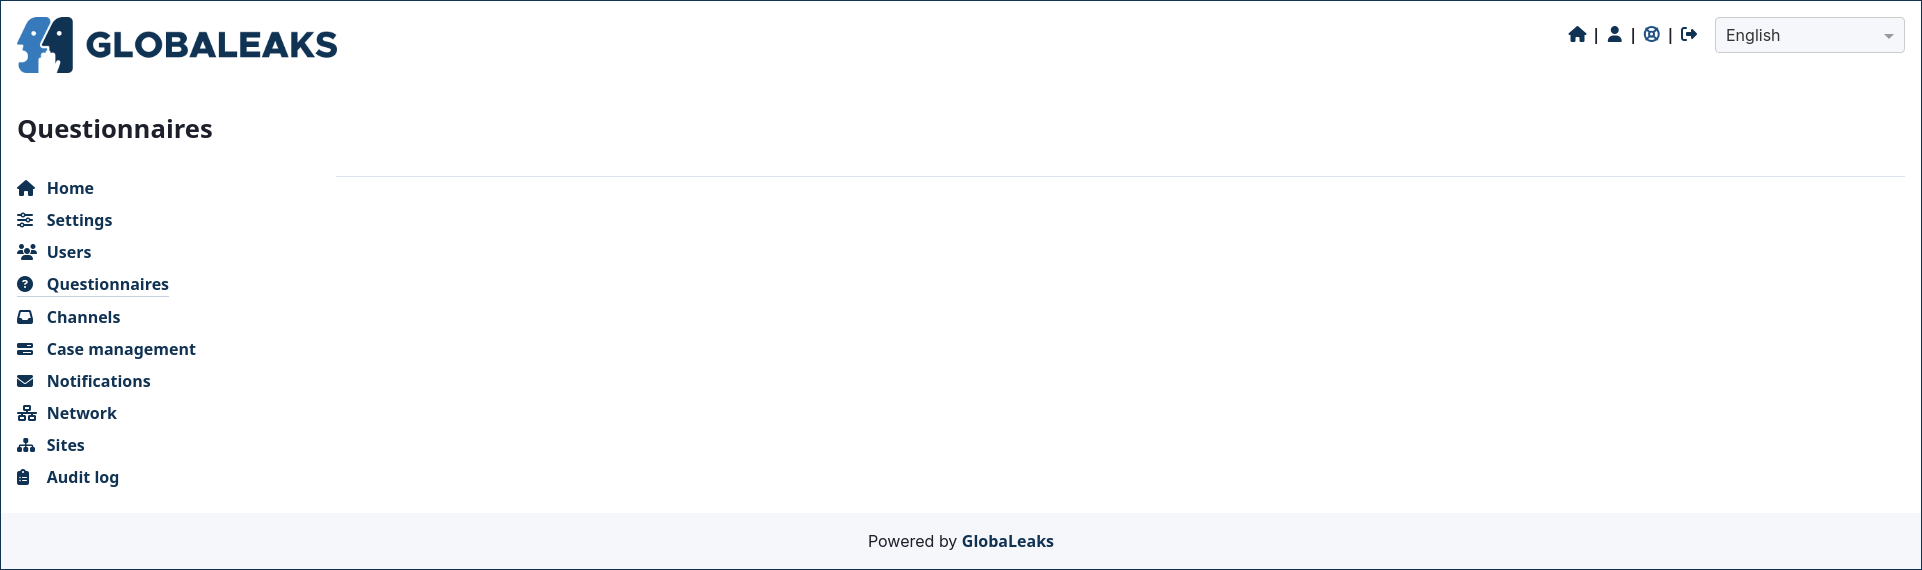 GLOBALEAKS
| | | English
Questionnaires
Home
Settings
Users
Questionnaires
Channels
Case management
Notifications
Network
Sites
Audit log
Powered by GlobaLeaks